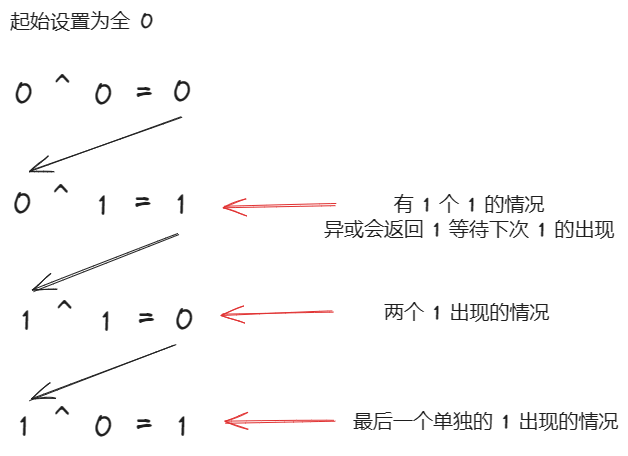 起始设置为全 0
0 ^ 0 = 0
0 ^ 1 = 1
有 1 个 1 的情况
异或会返回 1 等待下次 1 的出现
1 ^ 1 = 0
两个 1 出现的情况
1 ^ 0 = 1
最后一个单独的 1 出现的情况